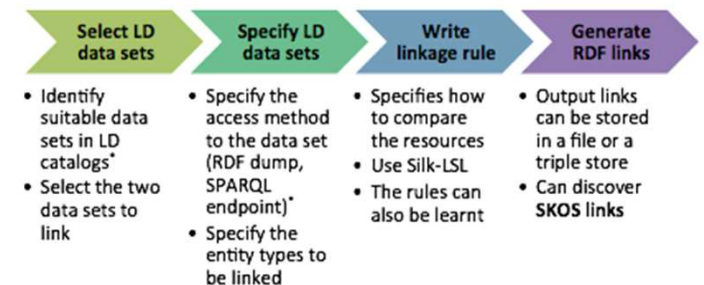 Select LD
data sets
Specify LD
data sets
Write
linkage rule
Generate
RDF links
• Identify
suitable data
sets in LD
catalogs*
• Select the two
data sets to
link
• Specify the
access method
to the data set
(RDF dump,
SPARQL
endpoint)*
• Specify the
entity types to
be linked
• Specifies how
to compare
the resources
• Use Silk-LSL
• The rules can
also be learnt
• Output links
can be stored
in a file or a
triple store
• Can discover
SKOS links